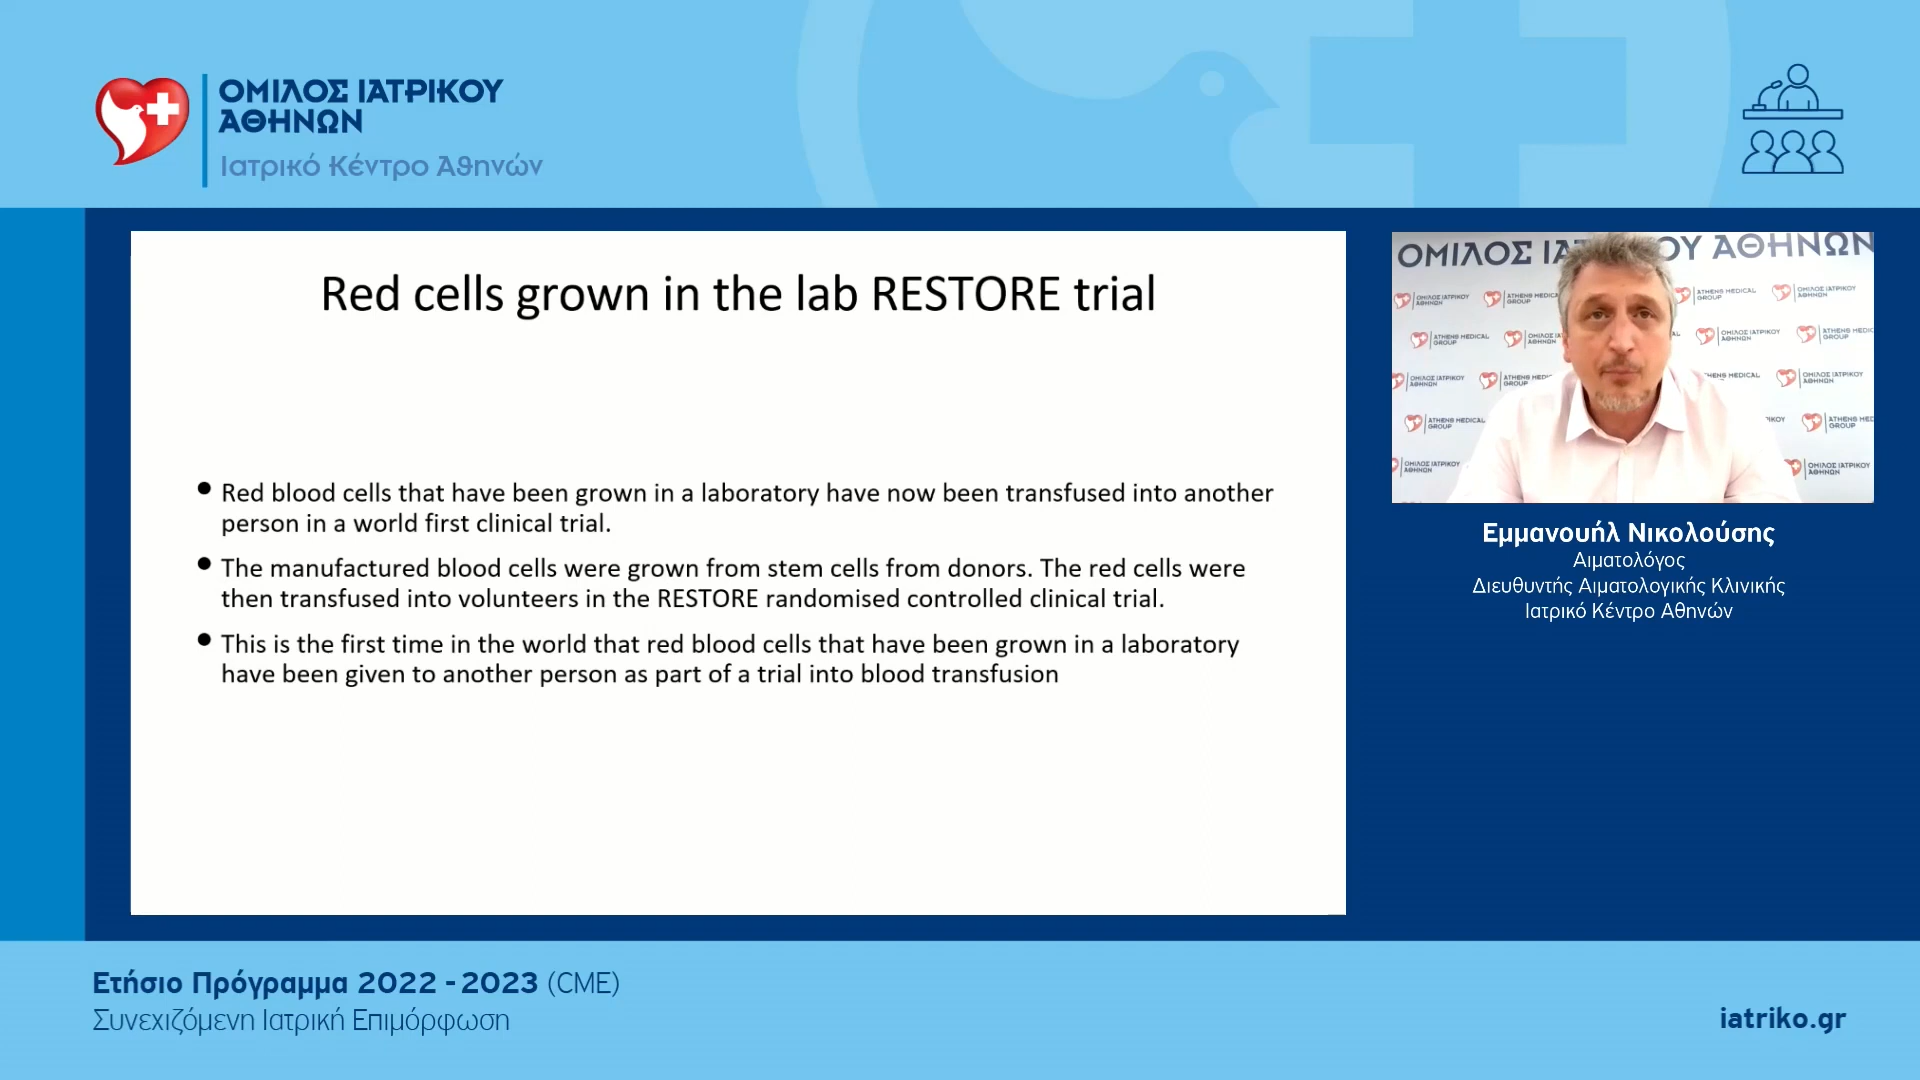 ΟΜΙΛΟΣ ΙΑΤΡΙΚΟΥ
ΑΘΗΝΩΝ
Ιατρικό Κέντρο Αθηνών
Red cells grown in the lab RESTORE trial
• Red blood cells that have been grown in a laboratory have now been transfused into another
person in a world first clinical trial.
• The manufactured blood cells were grown from stem cells from donors. The red cells were
then transfused into volunteers in the RESTORE randomised controlled clinical trial.
• This is the first time in the world that red blood cells that have been grown in a laboratory
have been given to another person as part of a trial into blood transfusion
ΟΜΙΛΟΣ ΑΘΗΝΩΝ
ATHENS MEDICAL
GROUP
ΟΜΙΛΟΣ ΙΑΤΡΙΚΟΥ
ΑΘΗΝΩΝ
Εμμανουήλ Νικολούσης
Αιματολόγος
Διευθυντής Αιματολογικής Κλινικής
Ιατρικό Κέντρο Αθηνών
Ετήσιο Πρόγραμμα 2022 - 2023 (CME)
Συνεχιζόμενη Ιατρική Επιμόρφωση
iatriko.gr